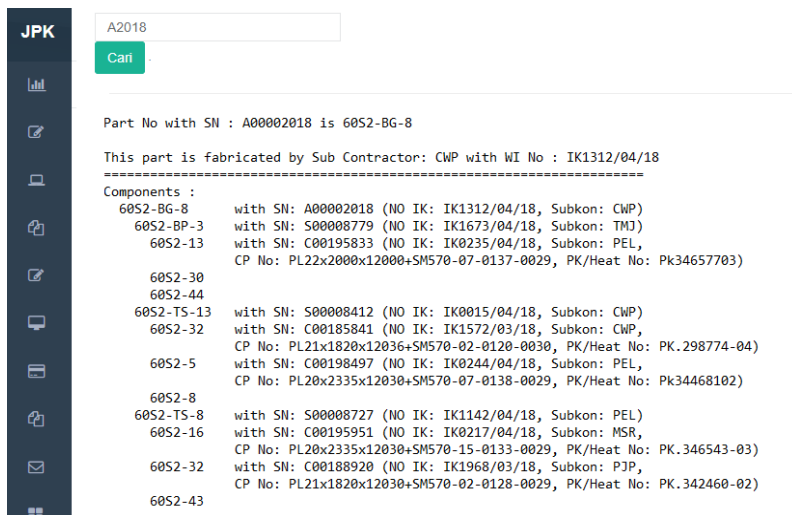 JPK
A2018
Cari
Part No with SN : A00002018 is 60S2-BG-8
This part is fabricated by Sub Contractor: CWP with WI No : IK1312/04/18
======================================================================
Components :
60S2-BG-8 with SN: A00002018 (NO IK: IK1312/04/18, Subkon: CWP)
60S2-BP-3 with SN: S00008779 (NO IK: IK1673/04/18, Subkon: TMJ)
60S2-13 with SN: C00195833 (NO IK: IK0235/04/18, Subkon: PEL,
CP No: PL22x2000x12000+SM570-07-0137-0029, PK/Heat No: Pk34657703)
60S2-30
60S2-44
60S2-TS-13 with SN: S00008412 (NO IK: IK0015/04/18, Subkon: CWP)
60S2-32 with SN: C00185841 (NO IK: IK1572/03/18, Subkon: CWP,
CP No: PL21x1820x12036+SM570-02-0120-0030, PK/Heat No: PK.298774-04)
60S2-5 with SN: C00198497 (NO IK: IK0244/04/18, Subkon: PEL,
CP No: PL20x2335x12030+SM570-07-0138-0029, PK/Heat No: Pk34468102)
60S2-8
60S2-TS-8 with SN: S00008727 (NO IK: IK1142/04/18, Subkon: PEL)
60S2-16 with SN: C00195951 (NO IK: IK0217/04/18, Subkon: MSR,
CP No: PL20x2335x12030+SM570-15-0133-0029, PK/Heat No: PK.346543-03)
60S2-32 with SN: C00188920 (NO IK: IK1968/03/18, Subkon: PJP,
CP No: PL21x1820x12030+SM570-02-0128-0029, PK/Heat No: PK.342460-02)
60S2-43